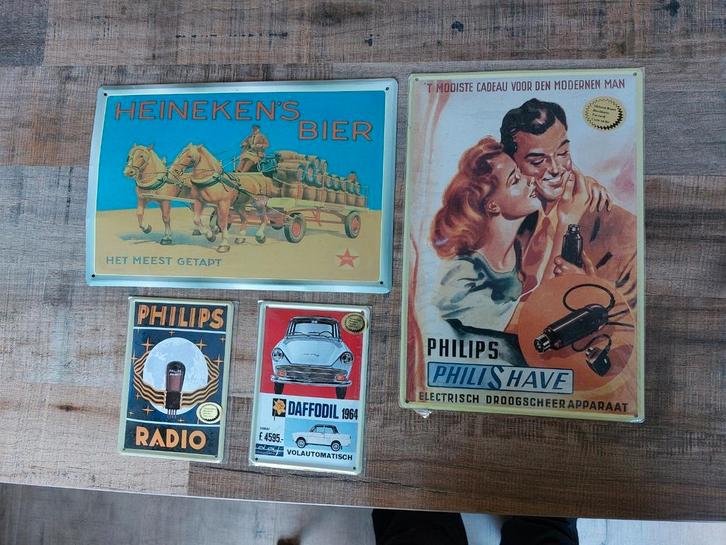 HEINEKEN'S
BIER
HET MEEST GETAPT
'T MOOISTE CADEAU VOOR DEN MODERNEN MAN
PHILIPS
PHILISHAVE
ELECTRISCH DROOGSCHEERAPPARAAT
PHILIPS
RADIO
DAFFODIL 1964
F. 4595.-
VOLAUTOMATISCH